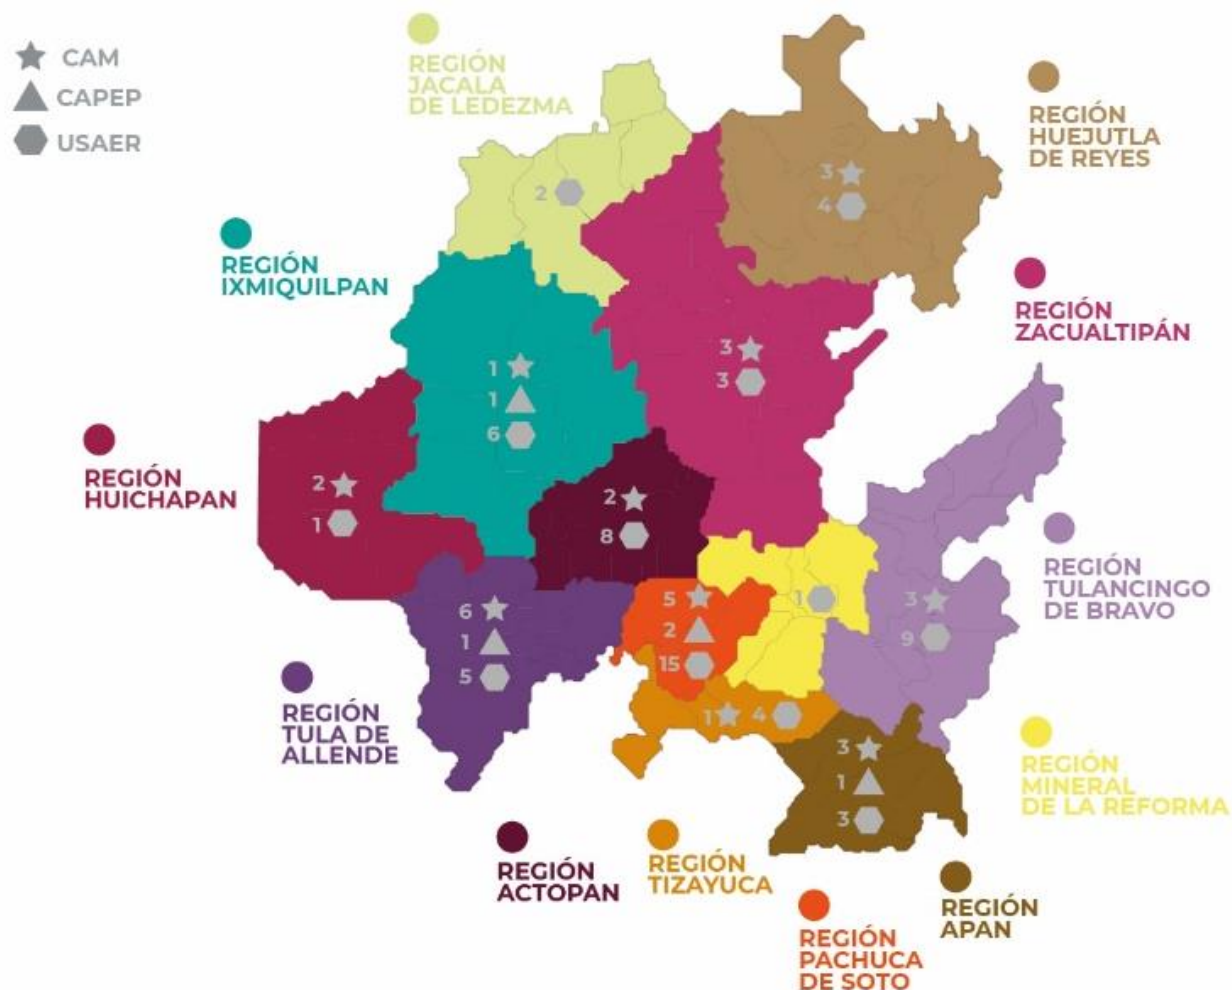 CAM
CAPEP
USAER
REGIÓN
JACALA
DE LEDEZMA
REGIÓN
HUEJUTLA
DE REYES
3
4
2
REGIÓN
IXMIQUILPAN
REGIÓN
ZACUALTIPÁN
3
3
1
1
6
REGIÓN
HUICHAPAN
2
1
2
8
REGIÓN
TULANCINGO
DE BRAVO
6
1
5
5
2
15
1
3
9
REGIÓN
TULA DE
ALLENDE
1
4
REGIÓN
MINERAL
DE LA REFORMA
3
1
3
REGIÓN
ACTOPAN
REGIÓN
TIZAYUCA
REGIÓN
APAN
REGIÓN
PACHUCA
DE SOTO